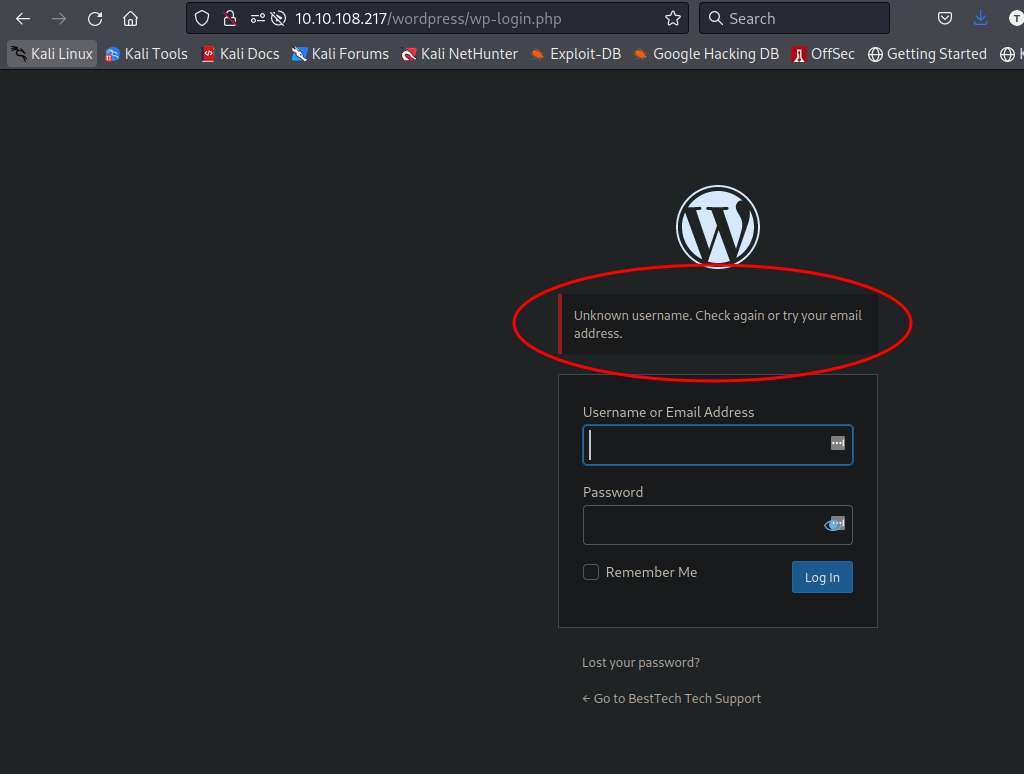 10.10.108.217/wordpress/wp-login.php Search T
Kali Linux Kali Tools Kali Docs Kali Forums Kali NetHunter Exploit-DB Google Hacking DB OffSec Getting Started
Unknown username. Check again or try your email
address.
Username or Email Address
Password
Remember Me Log In
Lost your password?
← Go to BestTech Tech Support